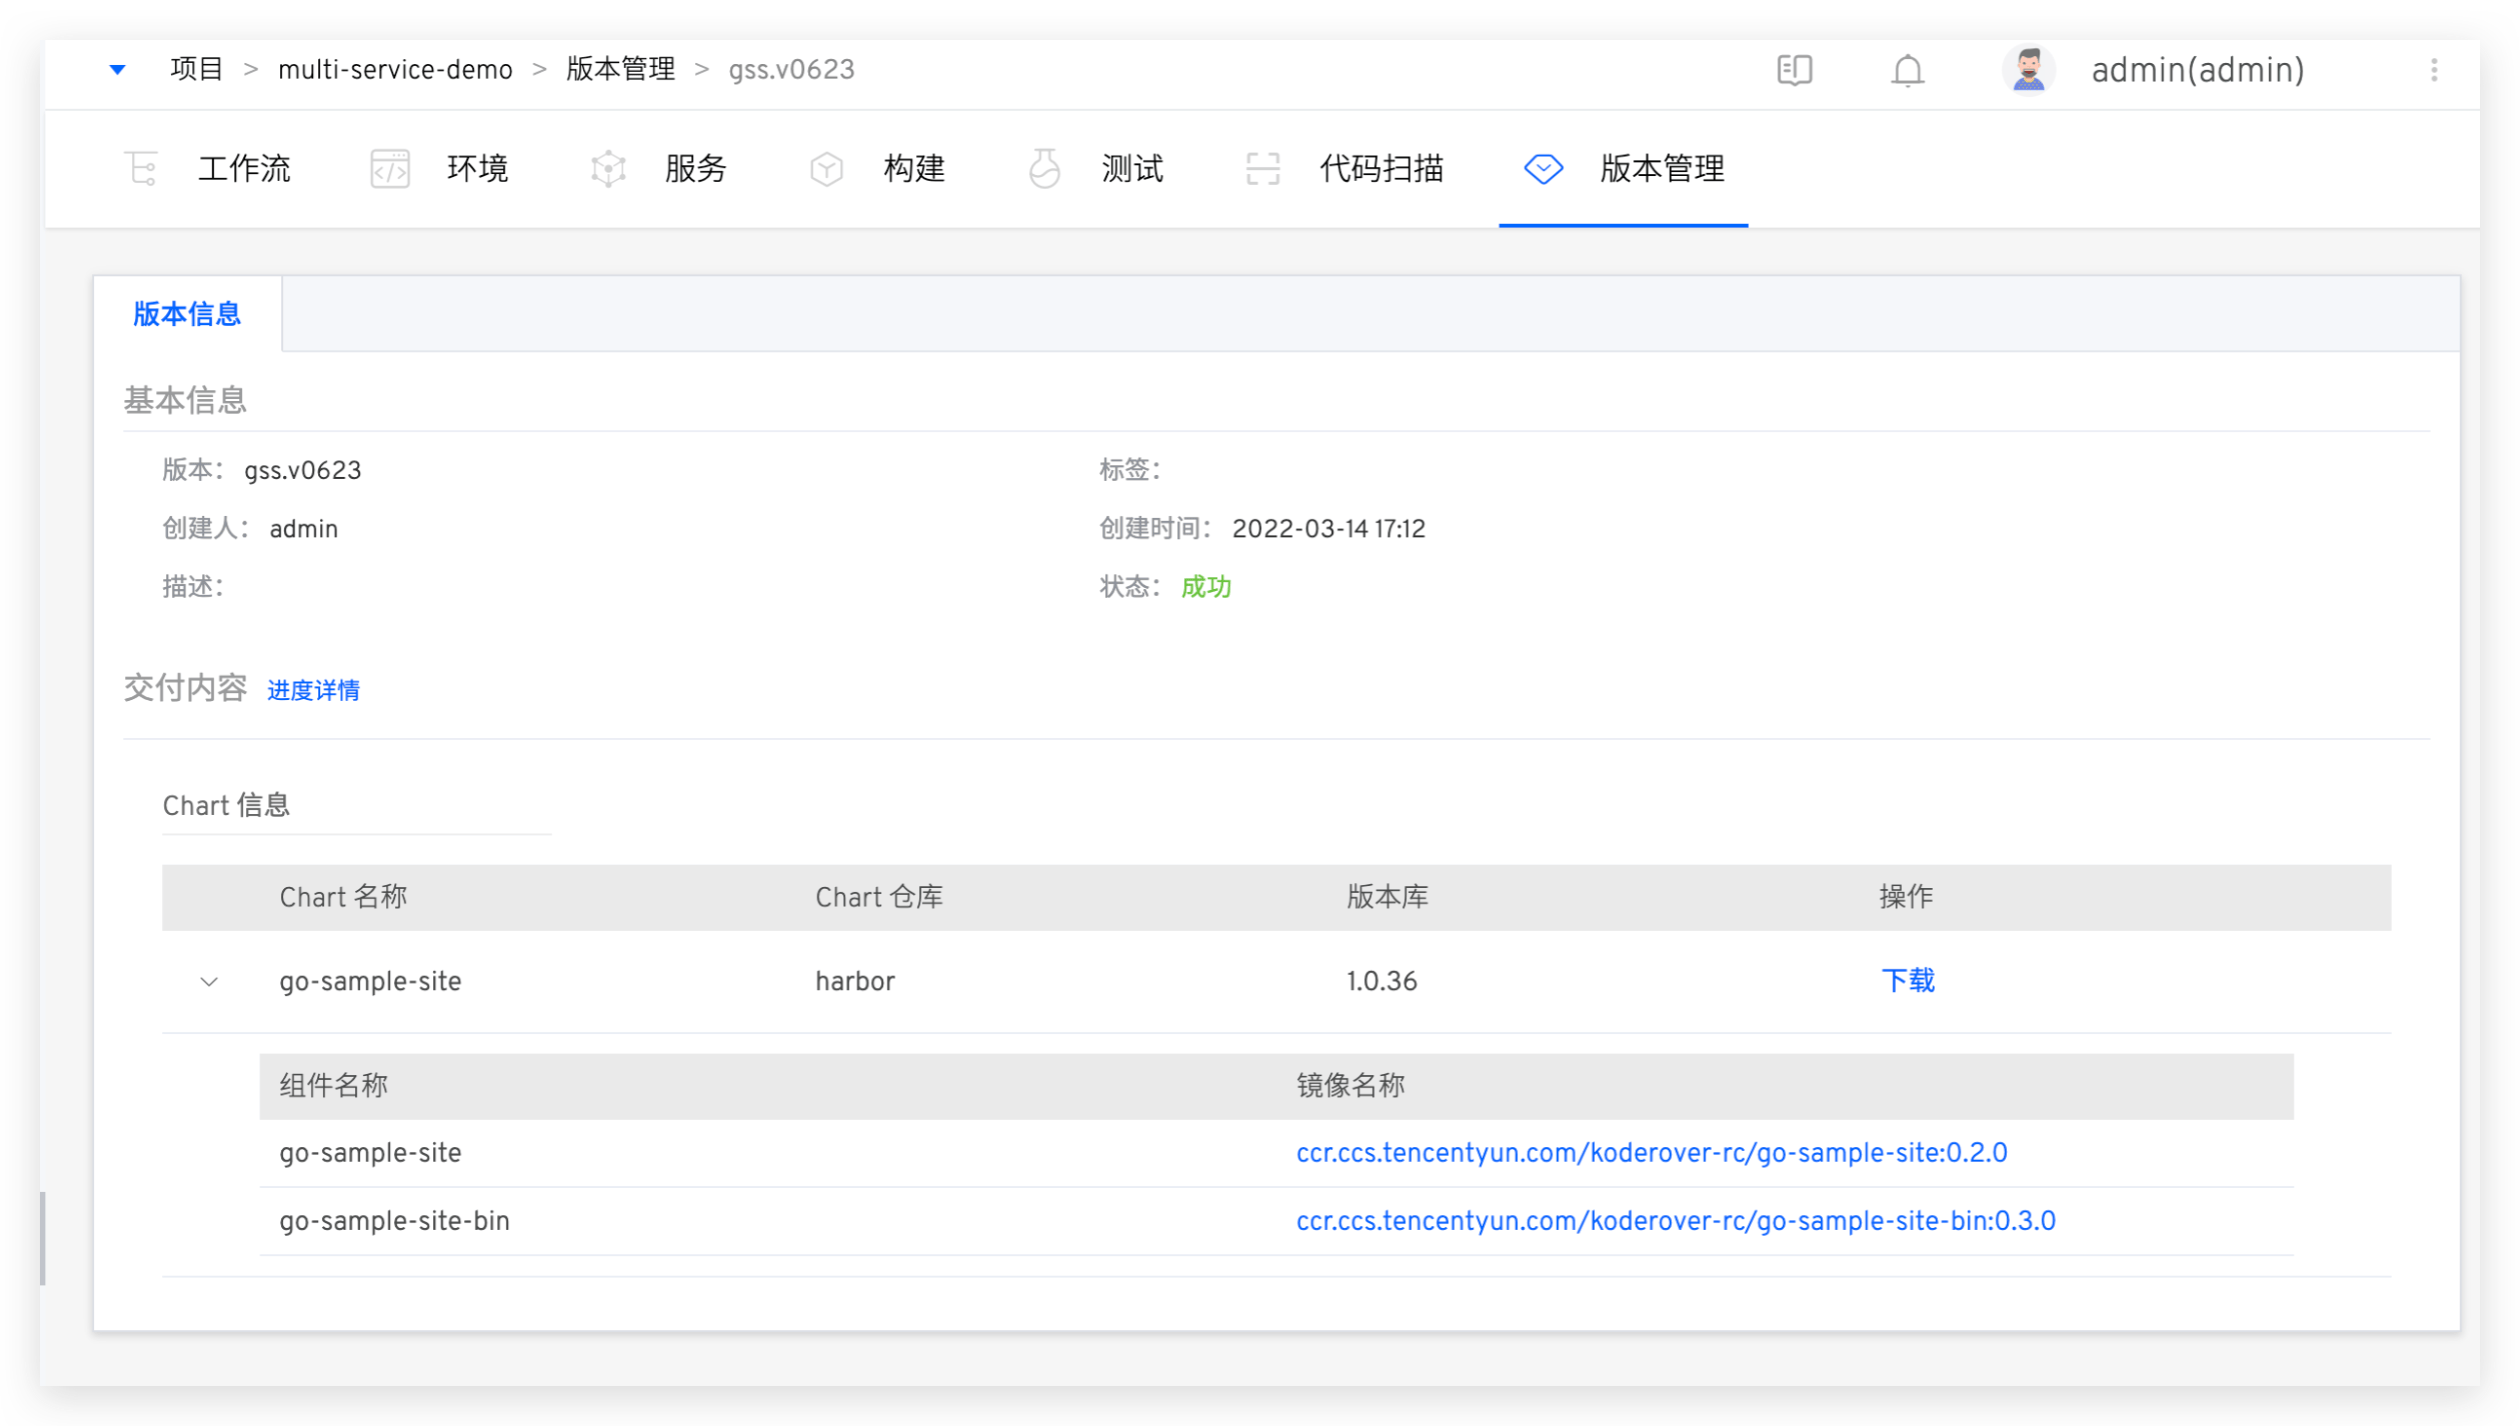 项目 > multi-service-demo > 版本管理 > gss.v0623 admin(admin)
工作流 环境 服务 构建 测试 代码扫描 版本管理
版本信息
基本信息
版本： gss.v0623 标签：
创建人： admin 创建时间： 2022-03-14 17:12
描述： 状态： 成功
交付内容 进度详情
Chart 信息
Chart 名称 Chart 仓库 版本库 操作
go-sample-site harbor 1.0.36 下载
组件名称 镜像名称
go-sample-site ccr.ccs.tencentyun.com/koderover-rc/go-sample-site:0.2.0
go-sample-site-bin ccr.ccs.tencentyun.com/koderover-rc/go-sample-site-bin:0.3.0